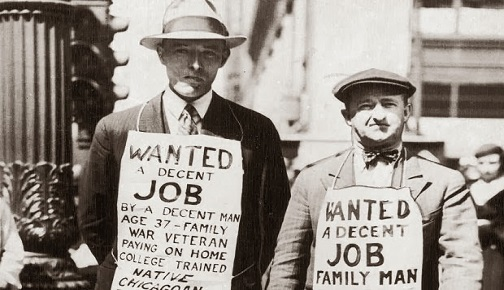 WANTED
A DECENT
JOB
BY A DECENT MAN
AGE 37 - FAMILY
WAR VETERAN
PAYING ON HOME
COLLEGE TRAINED
NATIVE
CHICAGOAN
WANTED
A DECENT
JOB
FAMILY MAN